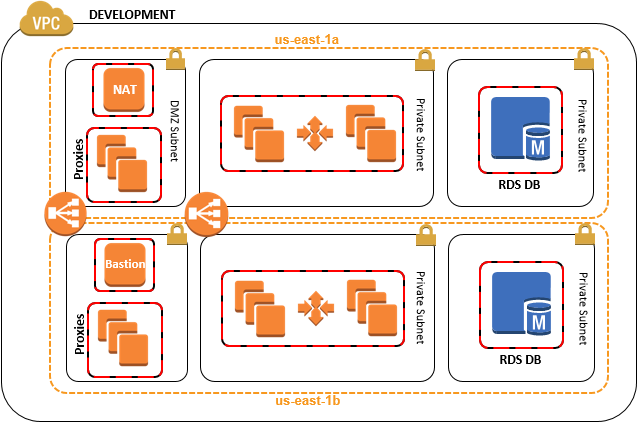 VPC
DEVELOPMENT
us-east-1a
NAT
Proxies
DMZ Subnet
Private Subnet
M
RDS DB
Private Subnet
Bastion
Proxies
Private Subnet
M
RDS DB
Private Subnet
us-east-1b